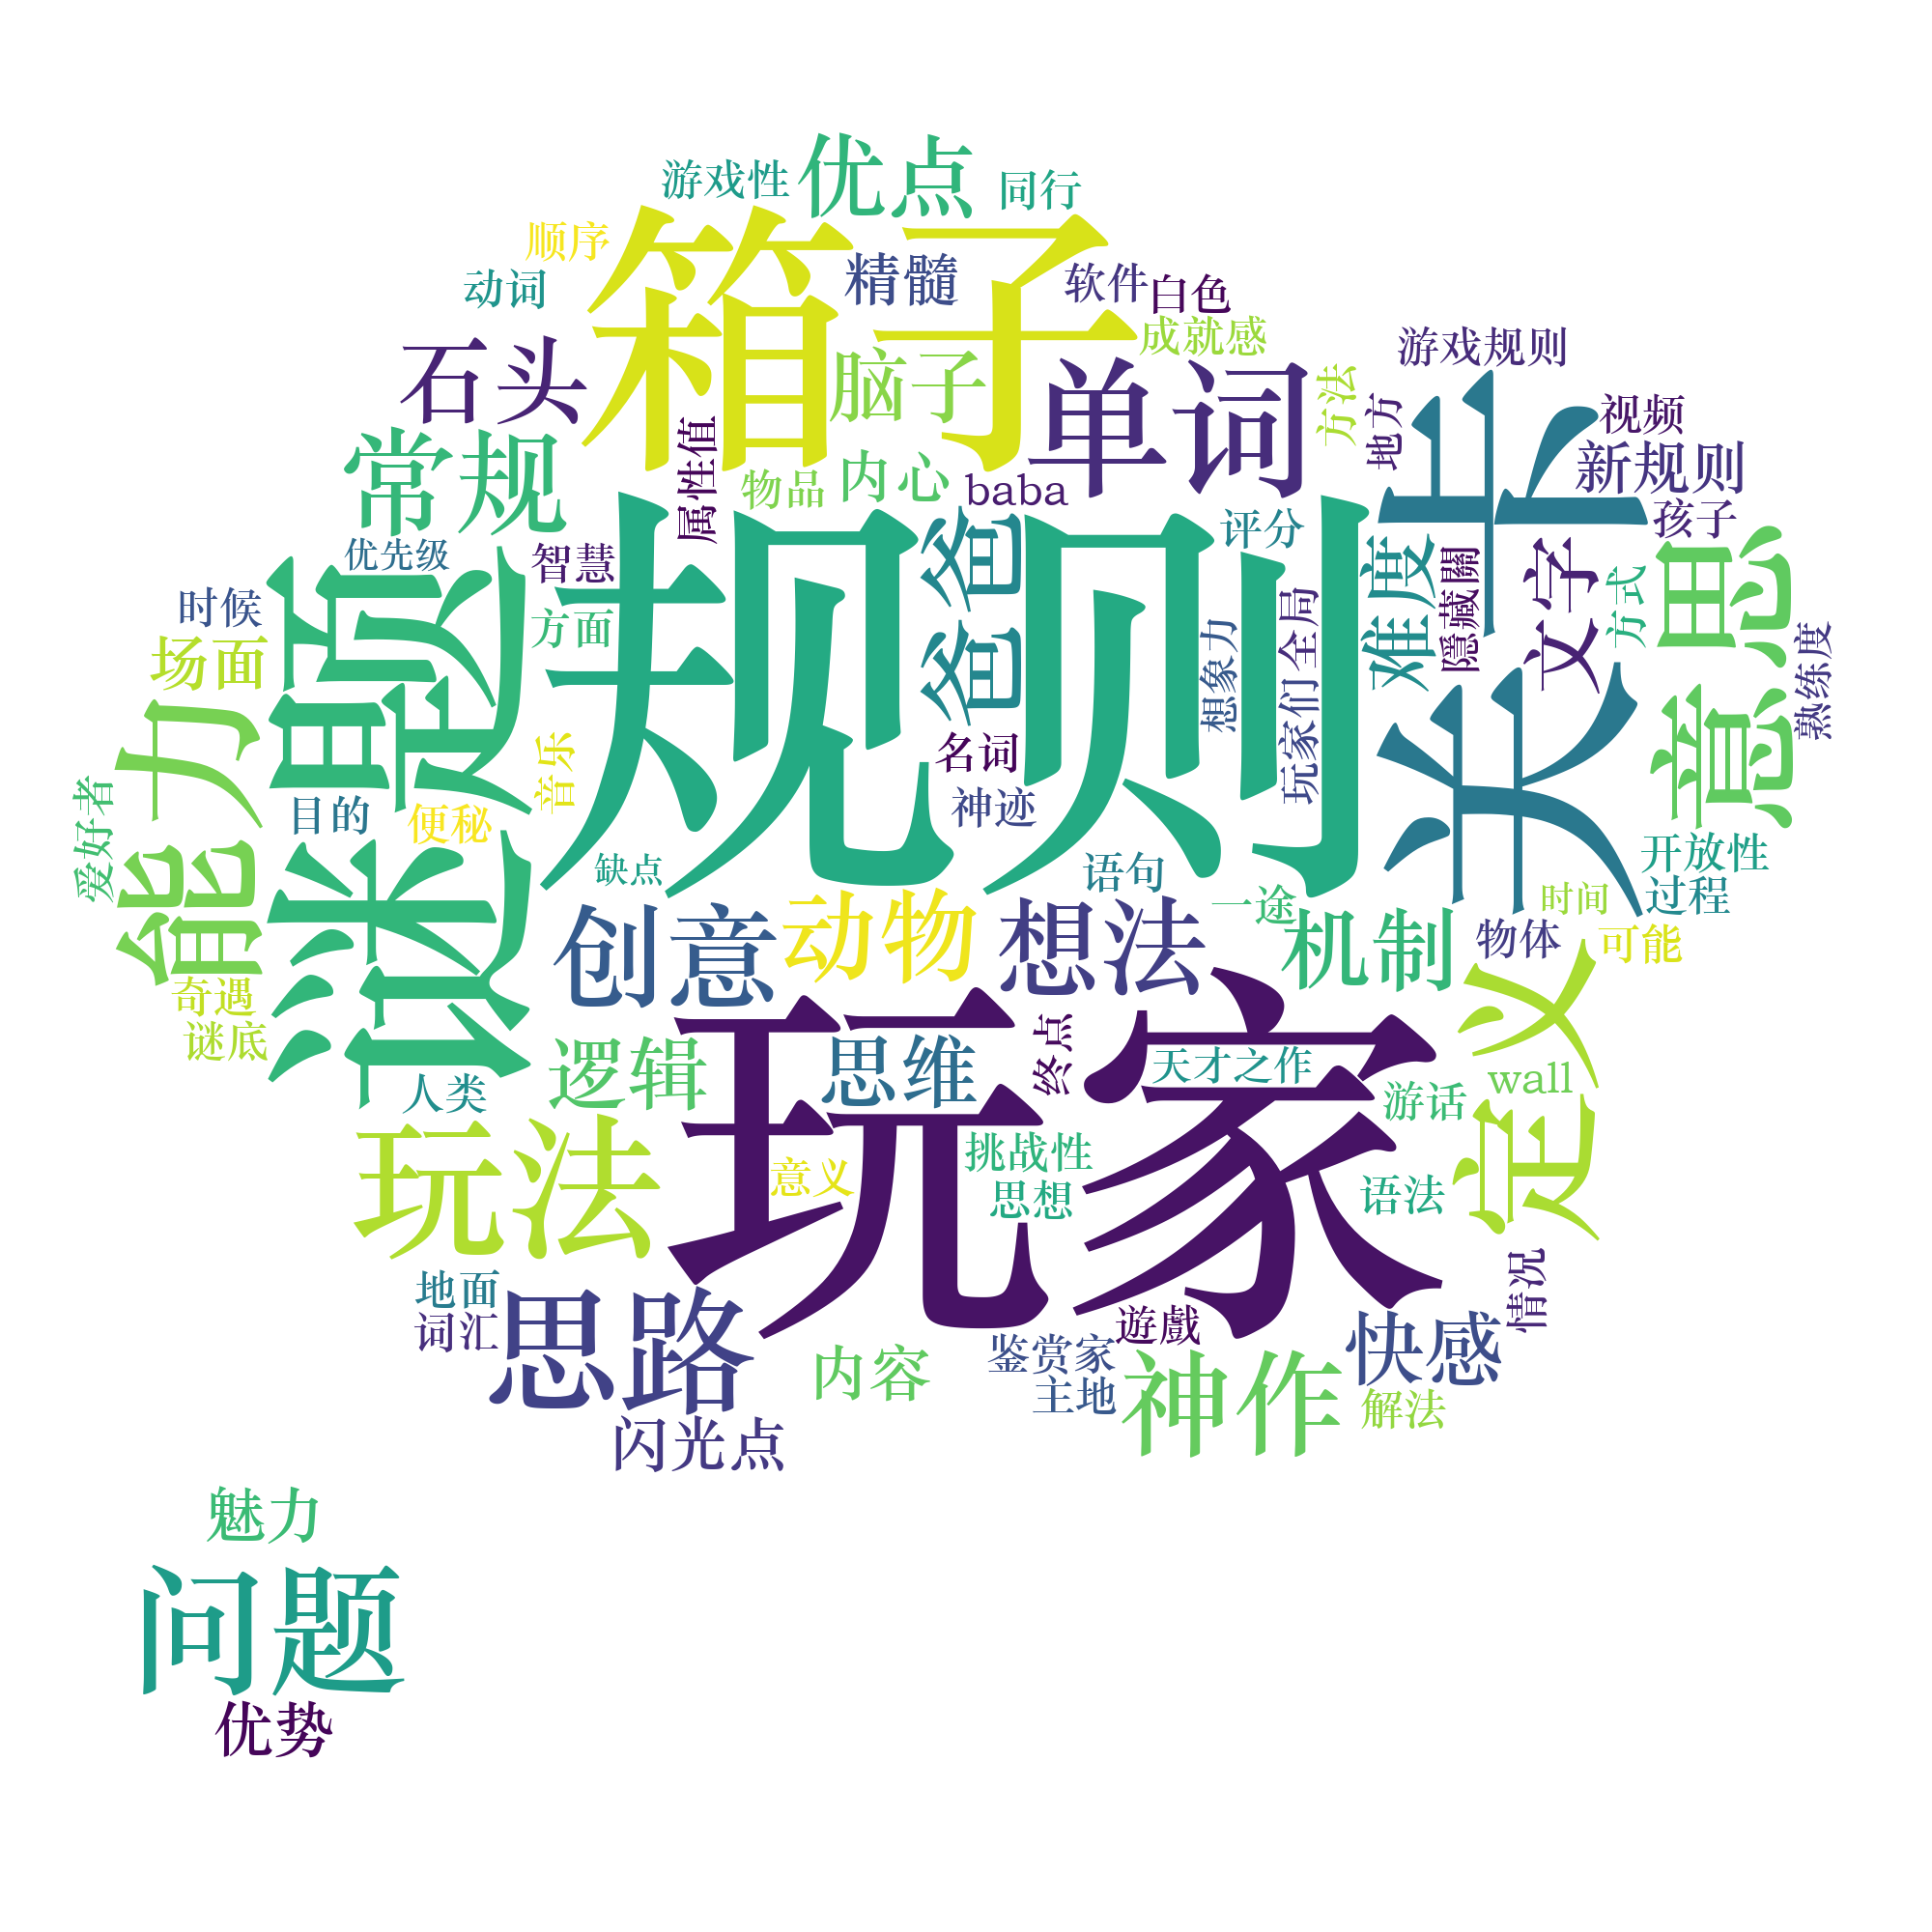 游戏性
优点
同行
顺序
箱子
动词
精髓
软件
白色
石头
脑子
成就感
单词
游戏规则
方法
地方
视频
常规
属性值
物品
内心
baba
新规则
关卡
孩子
优先级
智慧
规则
爸爸
评分
难度
隱藏關
文字
方式
意思
时候
场面
游戏
方面
想象力
玩家们
全局
熟练度
能力
音乐
名词
神迹
爱好者
目的
便秘
缺点
语句
开放性
过程
创意
动物
想法
一途
机制
时间
物体
可能
奇遇
谜底
玩家
定义
人类
逻辑
思维
终点
天才之作
游话
wall
玩法
意义
挑战性
思想
语法
情况
地面
词汇
思路
内容
遊戲
鉴赏家
主地
神作
快感
解法
闪光点
魅力
问题
优势